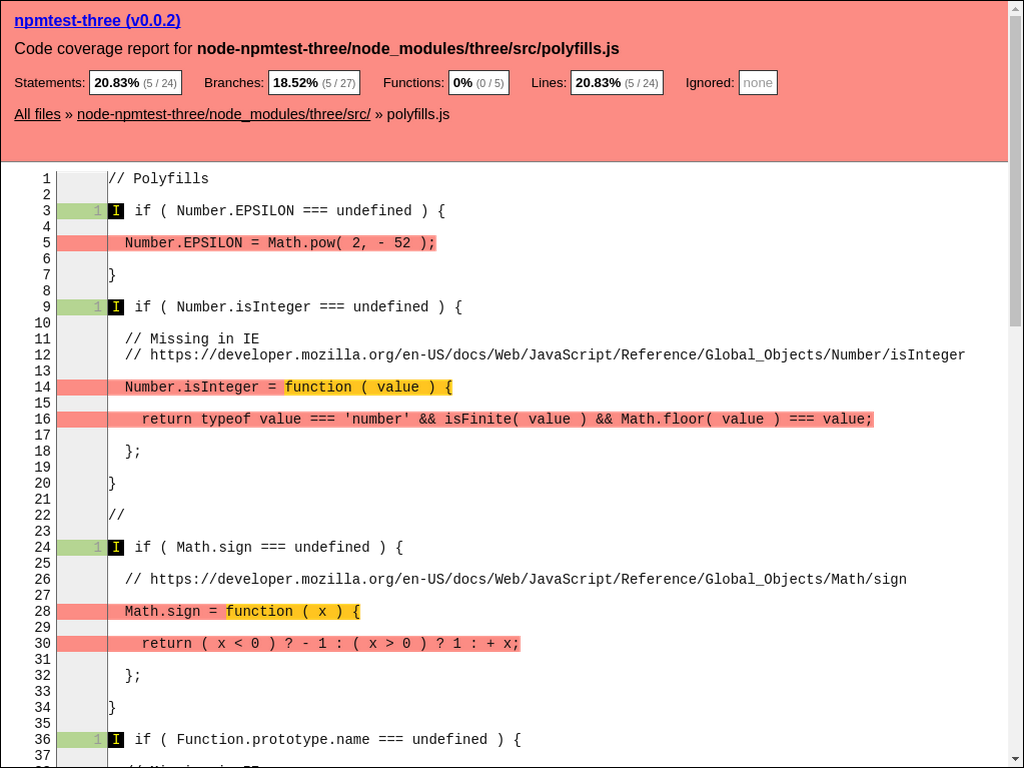 npmtest-three (v0.0.2)
Code coverage report for node-npmtest-three/node_modules/three/src/polyfills.js
Statements: 20.83% (5 / 24) Branches: 18.52% (5 / 27) Functions: 0% (0 / 5) Lines: 20.83% (5 / 24) Ignored: none
All files » node-npmtest-three/node_modules/three/src/ » polyfills.js
1 // Polyfills
2
3 1 I if ( Number.EPSILON === undefined ) {
4
5 Number.EPSILON = Math.pow( 2, - 52 );
6
7 }
8
9 1 I if ( Number.isInteger === undefined ) {
10
11 // Missing in IE
12 // https://developer.mozilla.org/en-US/docs/Web/JavaScript/Reference/Global_Objects/Number/isInteger
13
14 Number.isInteger = function ( value ) {
15
16 return typeof value === 'number' && isFinite( value ) && Math.floor( value ) === value;
17
18 };
19
20 }
21
22 //
23
24 1 I if ( Math.sign === undefined ) {
25
26 // https://developer.mozilla.org/en-US/docs/Web/JavaScript/Reference/Global_Objects/Math/sign
27
28 Math.sign = function ( x ) {
29
30 return ( x < 0 ) ? - 1 : ( x > 0 ) ? 1 : + x;
31
32 };
33
34 }
35
36 1 I if ( Function.prototype.name === undefined ) {
37